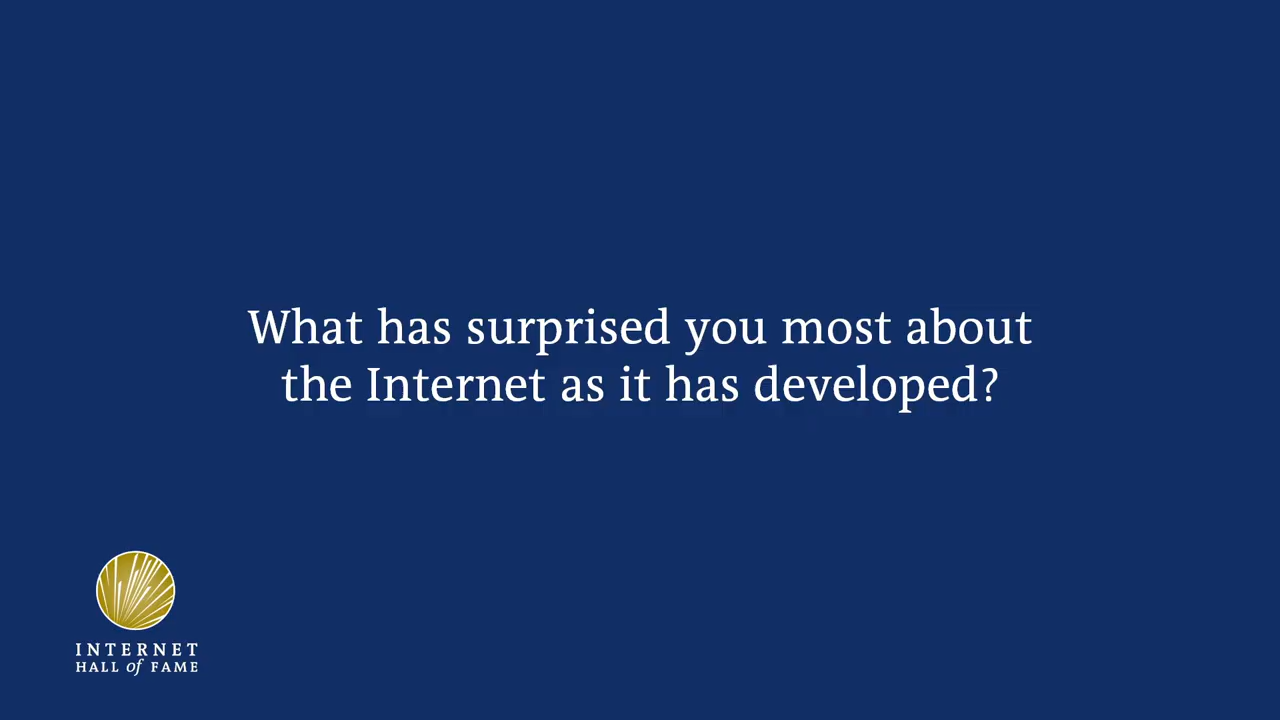 What has surprised you most about
the Internet as it has developed?
INTERNET
HALL of FAME